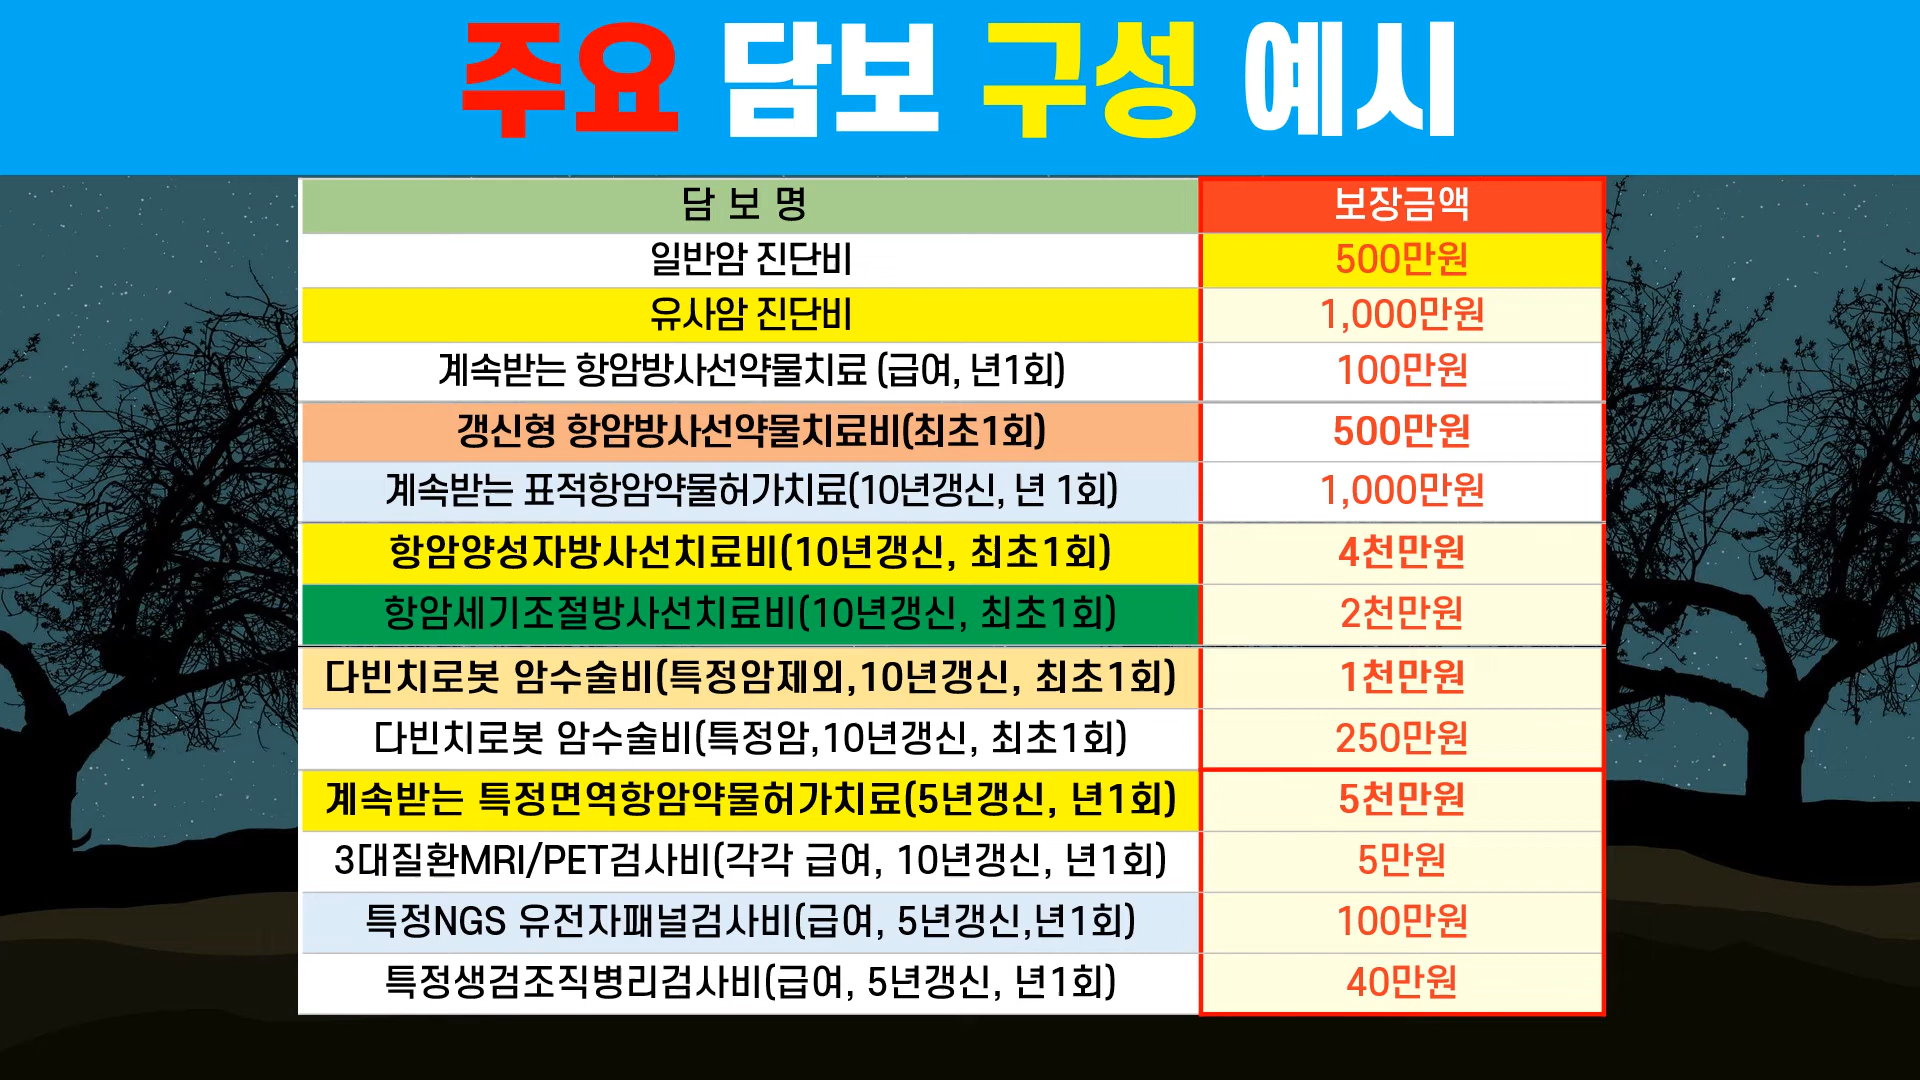 주요 담보 구성 예시
담 보 명 보장금액
일반암 진단비 500만원
유사암 진단비 1,000만원
계속받는 항암방사선약물치료 (급여, 년1회) 100만원
갱신형 항암방사선약물치료비(최초1회) 500만원
계속받는 표적항암약물허가치료(10년갱신, 년 1회) 1,000만원
항암양성자방사선치료비(10년갱신, 최초1회) 4천만원
항암세기조절방사선치료비(10년갱신, 최초1회) 2천만원
다빈치로봇 암수술비(특정암제외,10년갱신, 최초1회) 1천만원
다빈치로봇 암수술비(특정암,10년갱신, 최초1회) 250만원
계속받는 특정면역항암약물허가치료(5년갱신, 년1회) 5천만원
3대질환MRI/PET검사비(각각 급여, 10년갱신, 년1회) 5만원
특정NGS 유전자패널검사비(급여, 5년갱신,년1회) 100만원
특정생검조직병리검사비(급여, 5년갱신, 년1회) 40만원